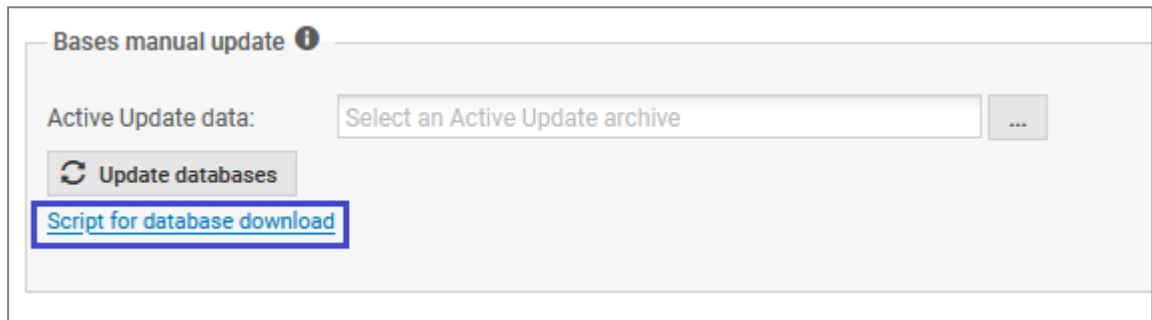 Bases manual update
Active Update data: Select an Active Update archive ...
Update databases
Script for database download